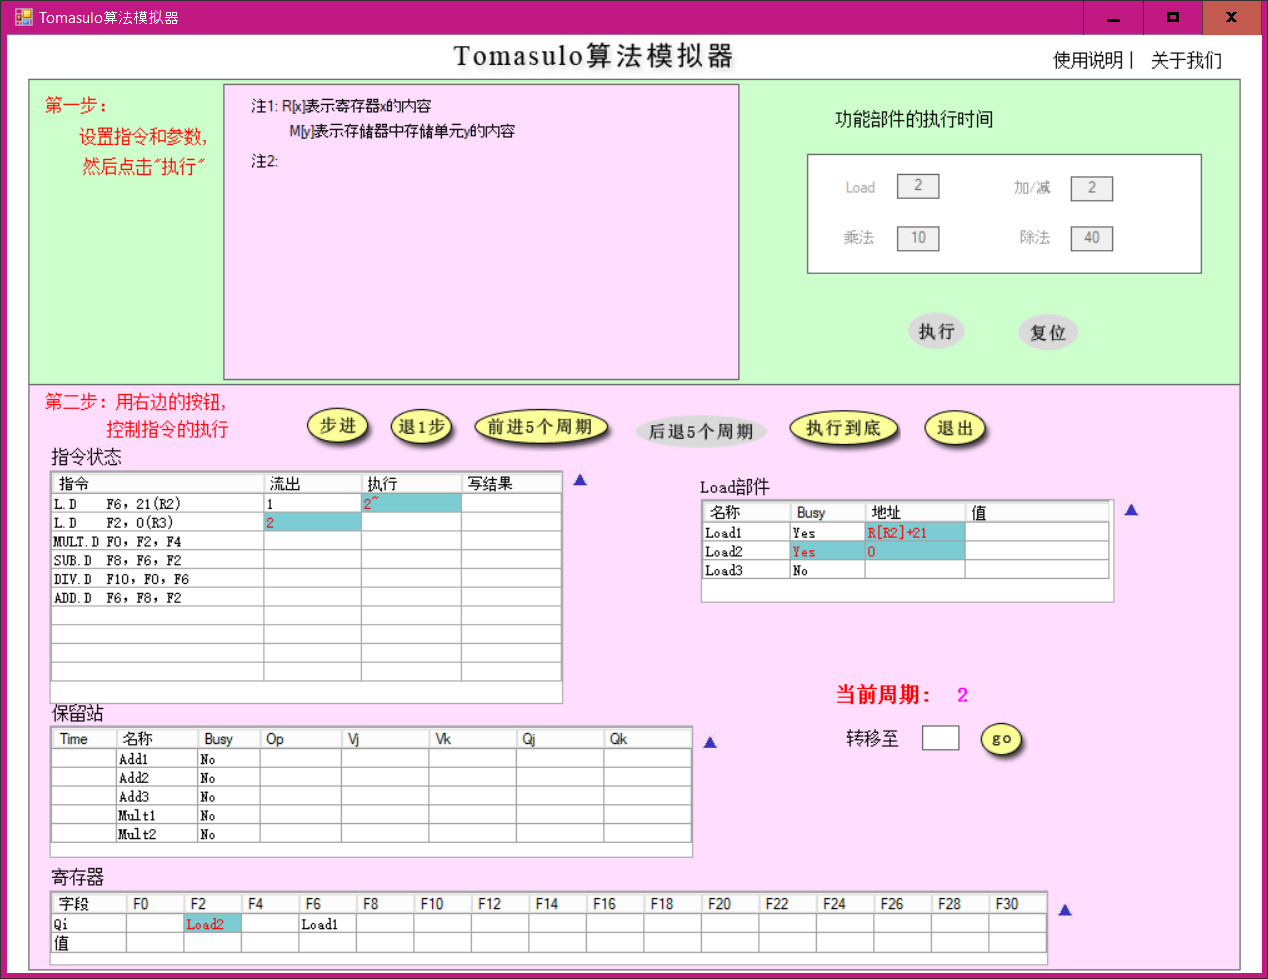 Tomasulo算法模拟器
Tomasulo算法模拟器
使用说明 | 关于我们
第一步：
设置指令和参数,
然后点击"执行"
注1: R[x]表示寄存器x的内容
M[y]表示存储器中存储单元y的内容
注2:
功能部件的执行时间
Load 2 加/减 2
乘法 10 除法 40
执行 复位
第二步：用右边的按钮,
控制指令的执行
步进 退1步 前进5个周期 后退5个周期 执行到底 退出
指令状态
指令 流出 执行 写结果
L.D F6, 21(R2) 1 2~
L.D F2, 0(R3) 2
MULT.D F0, F2, F4
SUB.D F8, F6, F2
DIV.D F10, F0, F6
ADD.D F6, F8, F2
Load部件
名称 Busy 地址 值
Load1 Yes R[R2]+21
Load2 Yes 0
Load3 No
当前周期： 2
转移至 go
保留站
Time 名称 Busy Op Vj Vk Qj Qk
Add1 No
Add2 No
Add3 No
Mult1 No
Mult2 No
寄存器
字段 F0 F2 F4 F6 F8 F10 F12 F14 F16 F18 F20 F22 F24 F26 F28 F30
Qi Load2 Load1
值